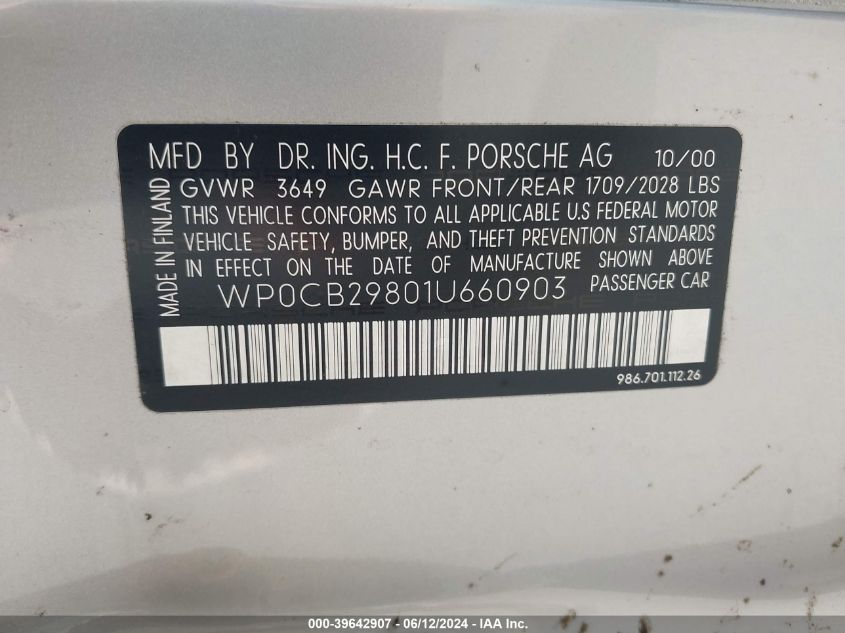 MFD BY DR. ING. H.C. F. PORSCHE AG 10/00
GVWR 3649 GAWR FRONT/REAR 1709/2028 LBS
THIS VEHICLE CONFORMS TO ALL APPLICABLE U.S FEDERAL MOTOR
VEHICLE SAFETY, BUMPER, AND THEFT PREVENTION STANDARDS
IN EFFECT ON THE DATE OF MANUFACTURE SHOWN ABOVE
WP0CB29801U660903 PASSENGER CAR
MADE IN FINLAND
986.701.112.26
000-39642907 - 06/12/2024 - IAA Inc.